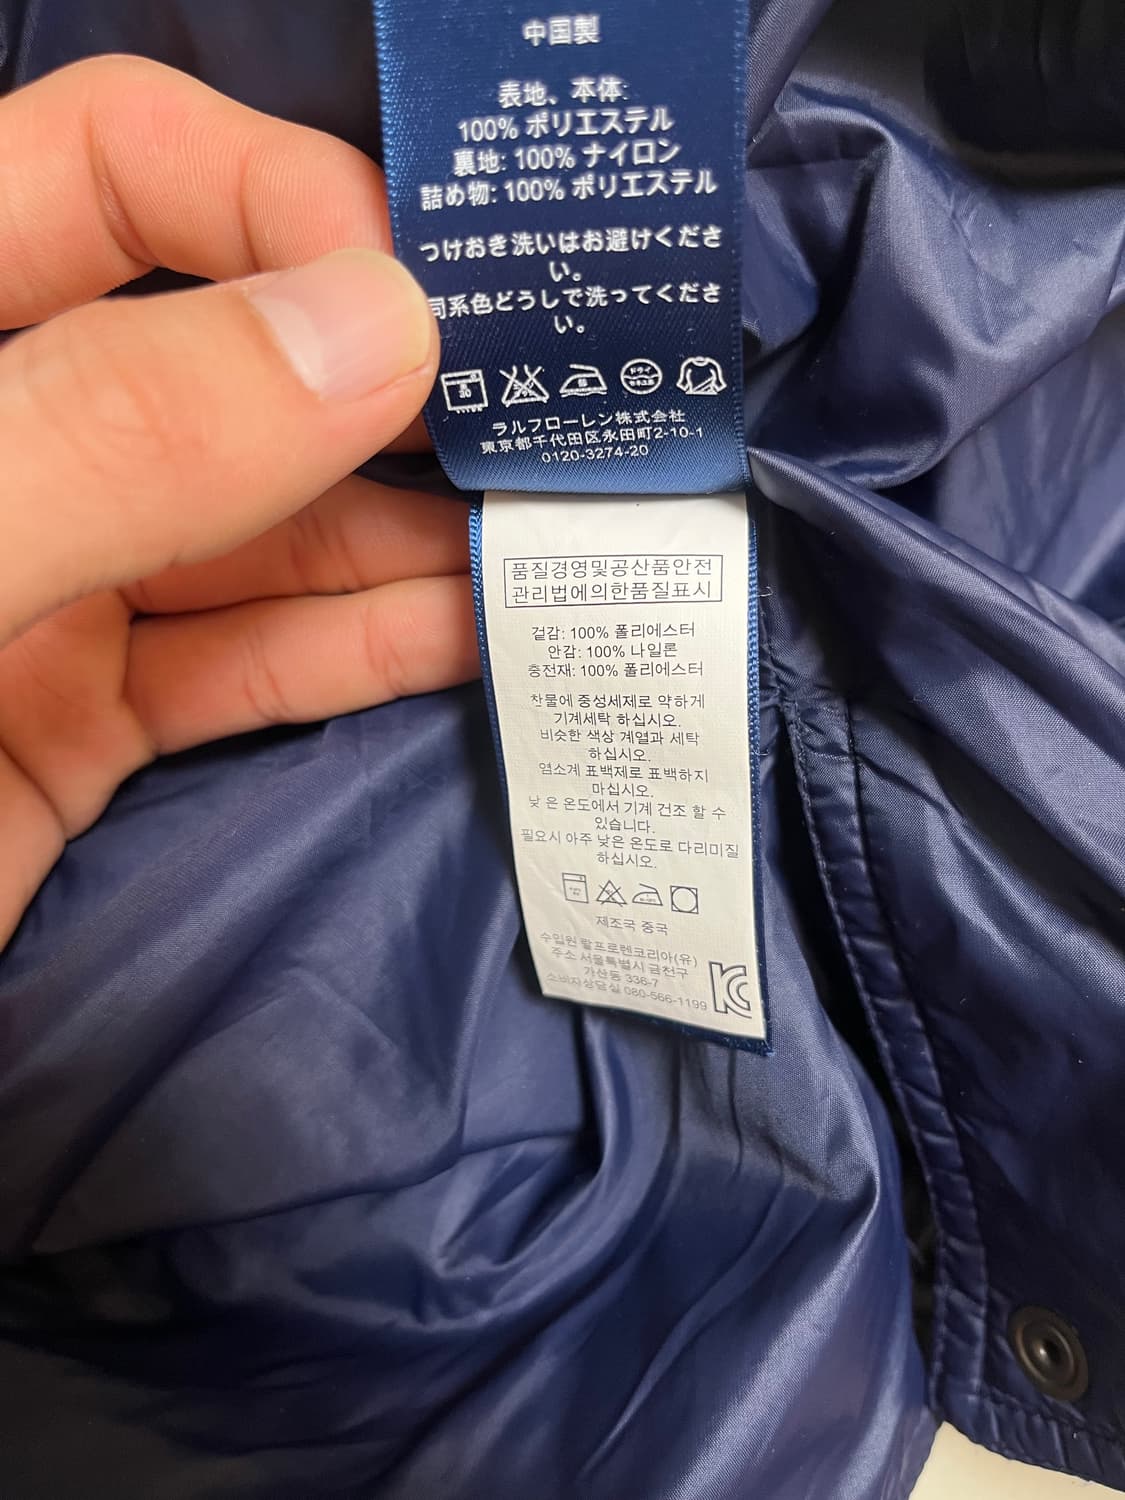 中国製
表地、本体:
100% ポリエステル
裏地: 100% ナイロン
詰め物: 100% ポリエステル
つけおき洗いはお避けくださ
い。
同系色どうしで洗ってくださ
い。
ドライ
セキユ系
ラルフローレン株式会社
東京都千代田区永田町2-10-1
0120-3274-20
품질경영및공산품안전
관리법에의한품질표시
겉감: 100% 폴리에스터
안감: 100% 나일론
충전재: 100% 폴리에스터
찬물에 중성세제로 약하게
기계세탁 하십시오.
비슷한 색상 계열과 세탁
하십시오.
염소계 표백제로 표백하지
마십시오.
낮 은 온도에서 기계 건조 할 수
있습니다.
필요시 아주 낮은 온도로 다리미질
하십시오.
제조국 중국
수입원 랄프로렌코리아(유)
주소 서울특별시 금천구
가산동 336-7
소비자상담실 080-566-1199
KC